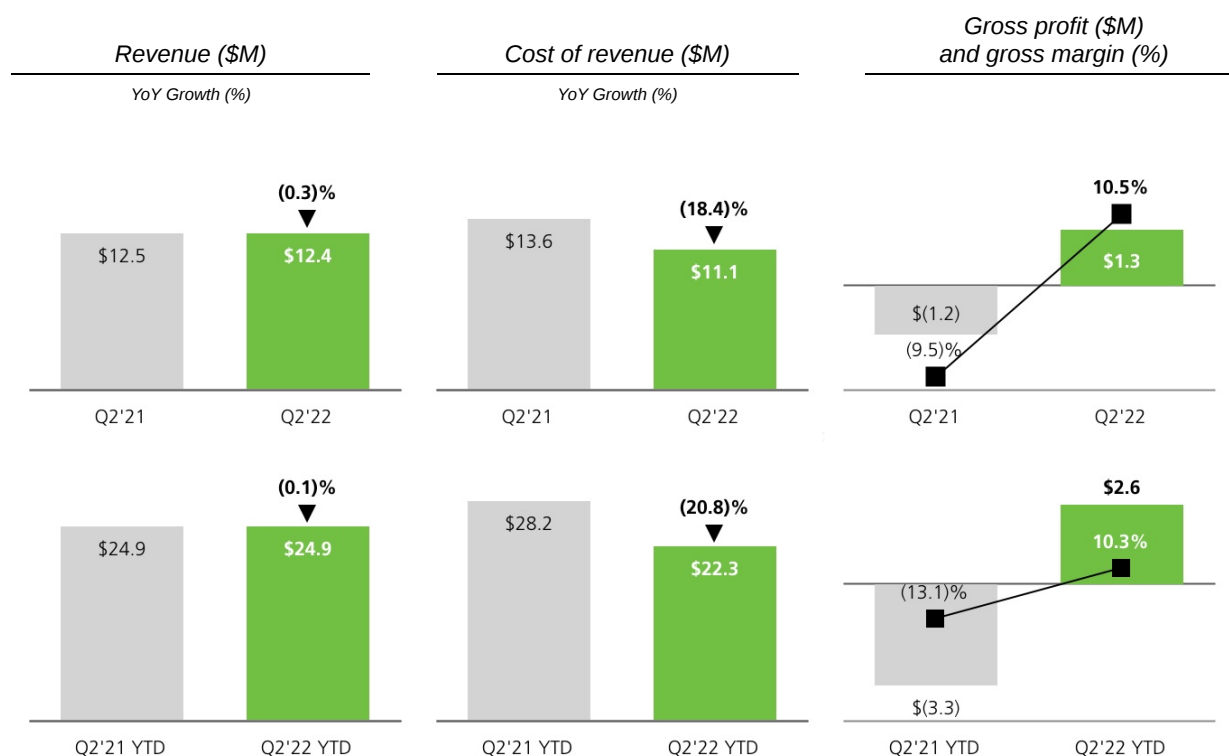 Revenue ($M)
YoY Growth (%)
Cost of revenue ($M)
YoY Growth (%)
Gross profit ($M)
and gross margin (%)
(0.3)%
$12.5
$12.4
Q2'21
Q2'22
(18.4)%
$13.6
$11.1
Q2'21
Q2'22
10.5%
$1.3
$(1.2)
(9.5)%
Q2'21
Q2'22
(0.1)%
$24.9
$24.9
Q2'21 YTD
Q2'22 YTD
(20.8)%
$28.2
$22.3
Q2'21 YTD
Q2'22 YTD
$2.6
10.3%
(13.1)%
$(3.3)
Q2'21 YTD
Q2'22 YTD